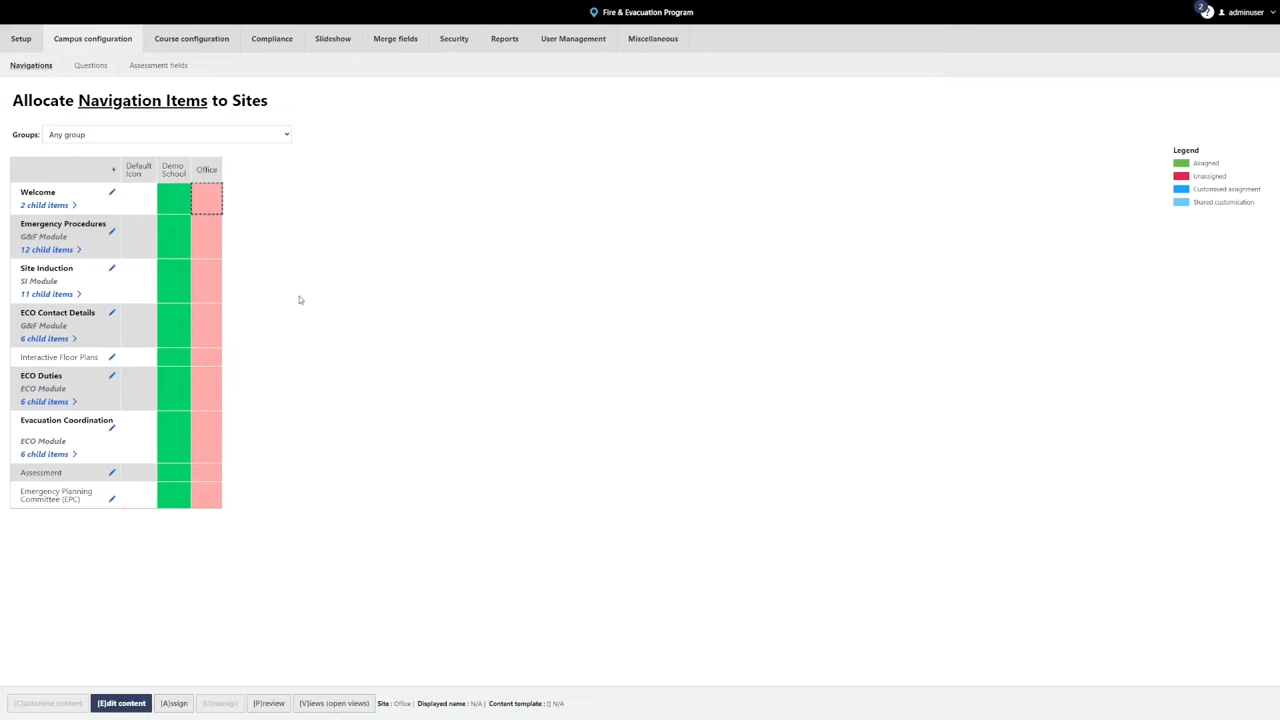 Fire & Evacuation Program
2
?
adminuser
Setup
Campus configuration
Course configuration
Compliance
Slideshow
Merge fields
Security
Reports
User Management
Miscellaneous
Navigations
Questions
Assessment fields
Allocate Navigation Items to Sites
Groups:
Any group
Legend
Assigned
Unassigned
Customised assignment
Shared customisation
Default
Icon
Demo
School
Office
Welcome
2 child items
Emergency Procedures
G&F Module
12 child items
Site Induction
SI Module
11 child items
ECO Contact Details
G&F Module
6 child items
Interactive Floor Plans
ECO Duties
ECO Module
6 child items
Evacuation Coordination
ECO Module
6 child items
Assessment
Emergency Planning
Committee (EPC)
[C]ustomise content
[E]dit content
[A]ssign
[U]nassign
[P]review
[V]iews (open views)
Site : Office | Displayed name : N/A | Content template : [] N/A